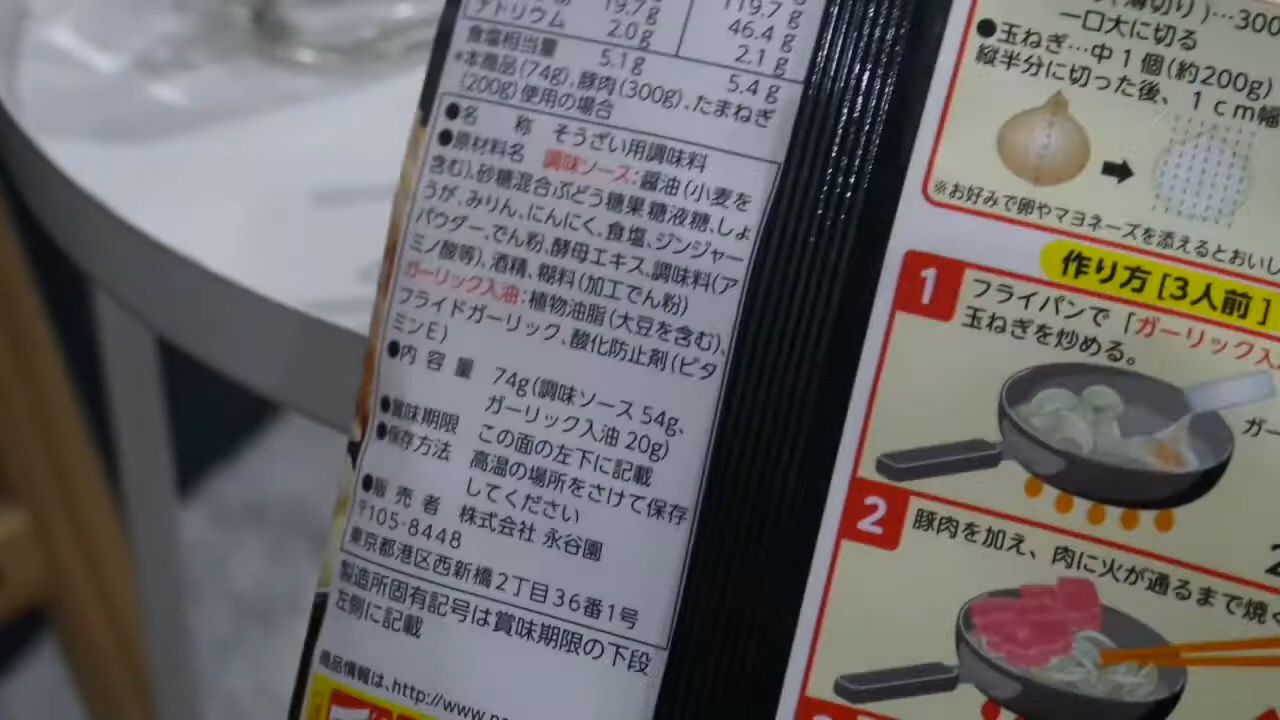 19.7g 119.7g
ナトリウム 2.0g 46.4g
食塩相当量 5.1g 2.1g
5.4g
*本商品(74g)、豚肉(300g)、たまねぎ
(200g)使用の場合
●名 称 そうざい用調味料
●原材料名 調味ソース:醤油(小麦を
含む)、砂糖混合ぶどう糖果糖液糖、しょ
うが、みりん、にんにく、食塩、ジンジャー
パウダー、でん粉、酵母エキス、調味料(ア
ミノ酸等)、酒精、糊料(加工でん粉)
ガーリック入油:植物油脂(大豆を含む)、
フライドガーリック、酸化防止剤(ビタ
ミンE)
●内容量 74g(調味ソース54g、
ガーリック入油20g)
●賞味期限 この面の左下に記載
●保存方法 高温の場所をさけて保存
してください
●販売者 株式会社 永谷園
〒105-8448
東京都港区西新橋2丁目36番1号
製造所固有記号は賞味期限の下段
左側に記載
商品情報は、http://www.
薄切り)…300
一口大に切る
●玉ねぎ…中1個(約200g)
縦半分に切った後、1cm幅
※お好みで卵やマヨネーズを添えるとおいし
作り方[3人前]
1 フライパンで「ガーリック入
玉ねぎを炒める。
ガー
2 豚肉を加え、肉に火が通るまで焼く
2